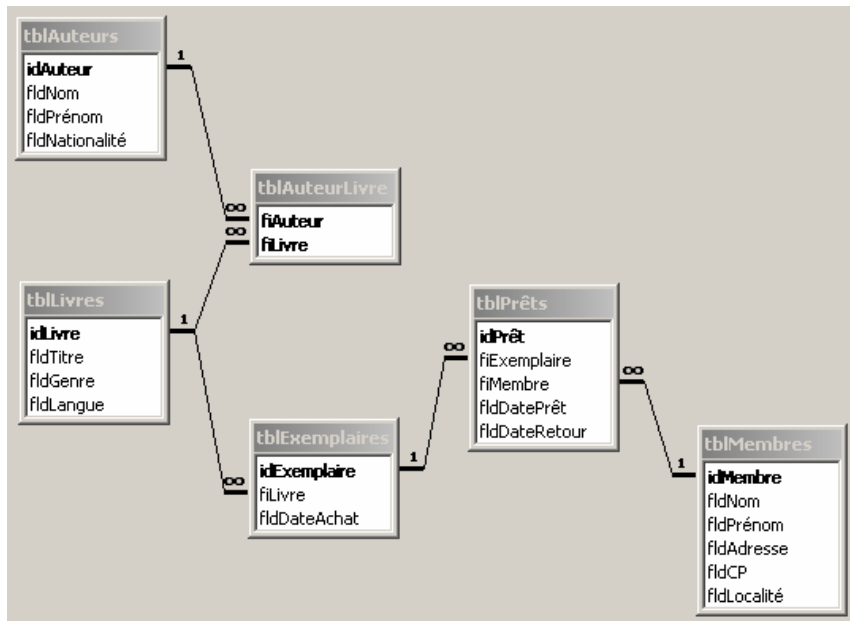 tblAuteurs
idAuteur
fldNom
fldPrénom
fldNationalité
1
∞
∞
tblAuteurLivre
fiAuteur
fiLivre
tblLivres
idLivre
fldTitre
fldGenre
fldLangue
1
∞
tblExemplaires
idExemplaire
fiLivre
fldDateAchat
1
∞
tblPrêts
idPrêt
fiExemplaire
fiMembre
fldDatePrêt
fldDateRetour
∞
1
tblMembres
idMembre
fldNom
fldPrénom
fldAdresse
fldCP
fldLocalité